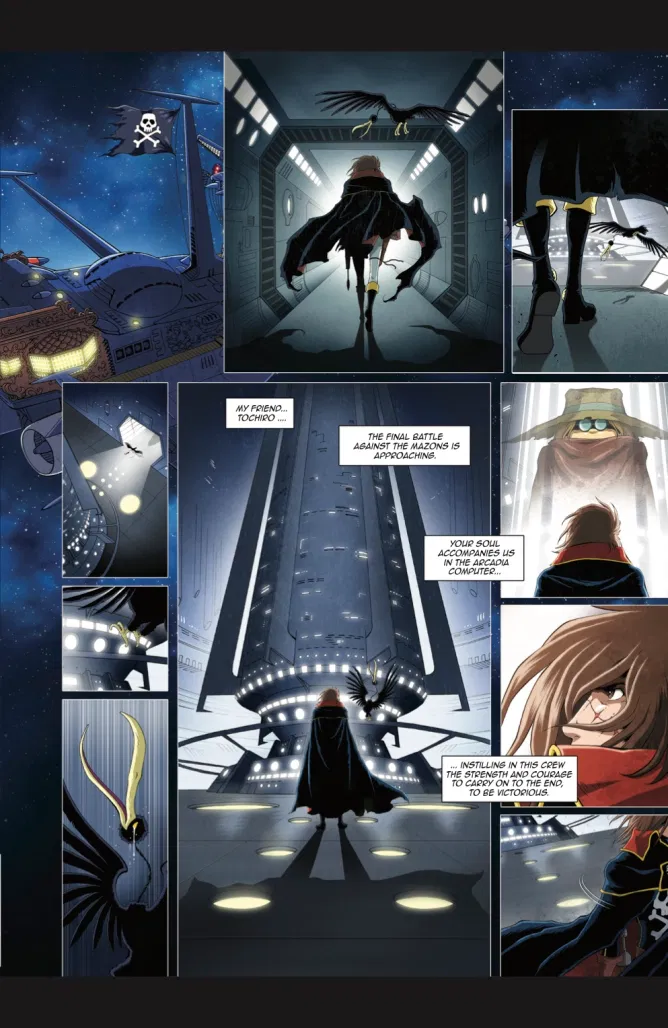 MY FRIEND...
TOCHIRO ....
THE FINAL BATTLE
AGAINST THE MAZONS IS
APPROACHING.
YOUR SOUL
ACCOMPANIES US
IN THE ARCADIA
COMPUTER...
... INSTILLING IN THIS CREW
THE STRENGTH AND COURAGE
TO CARRY ON TO THE END,
TO BE VICTORIOUS.